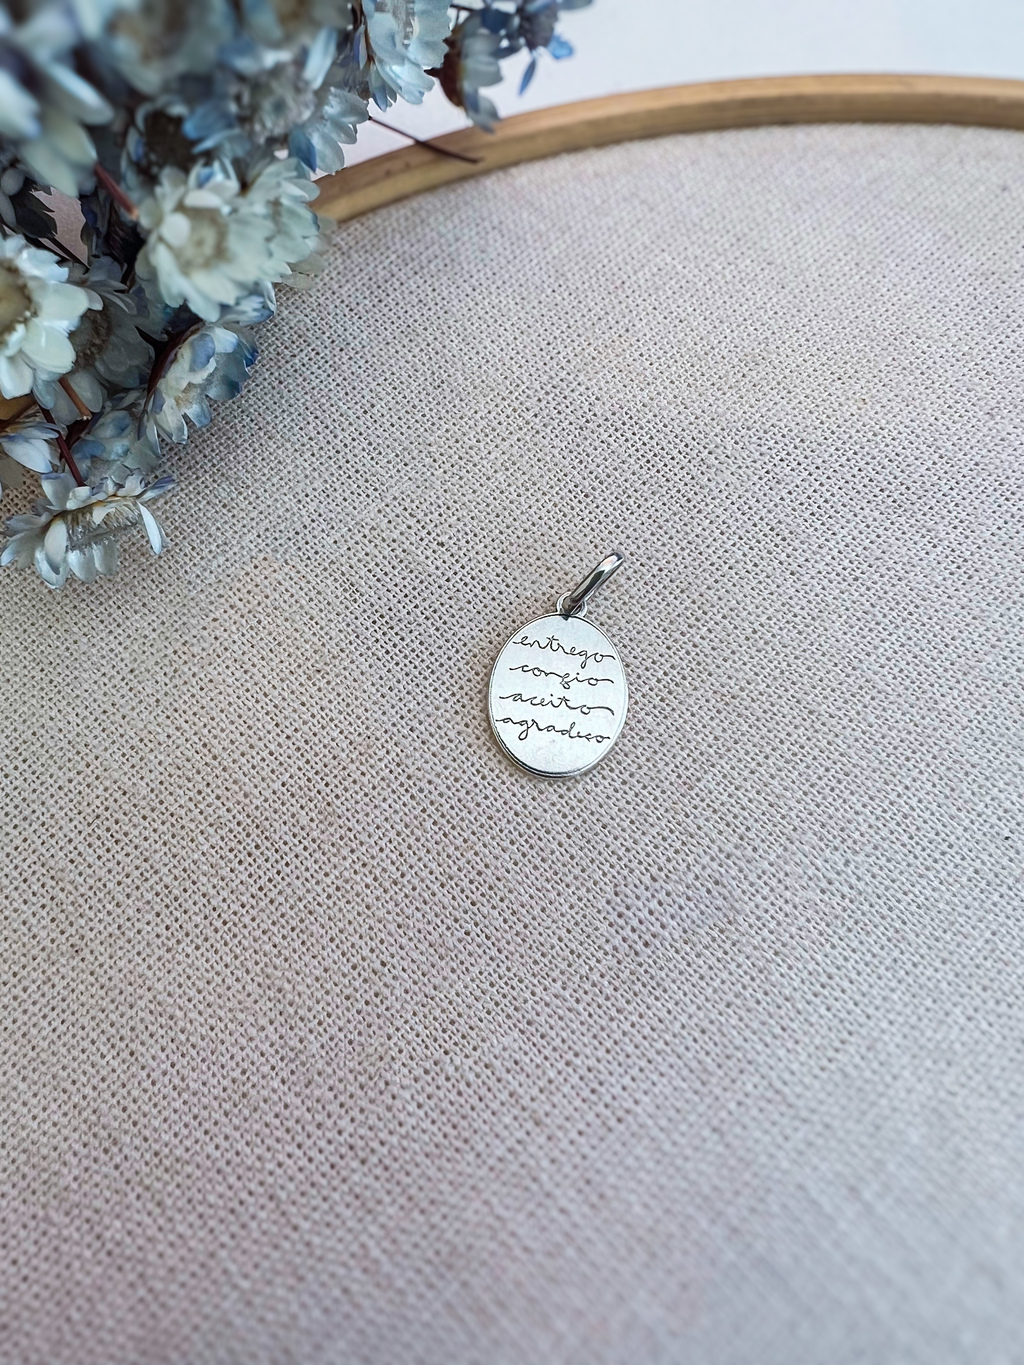 entrego
confio
aceito
agradeço